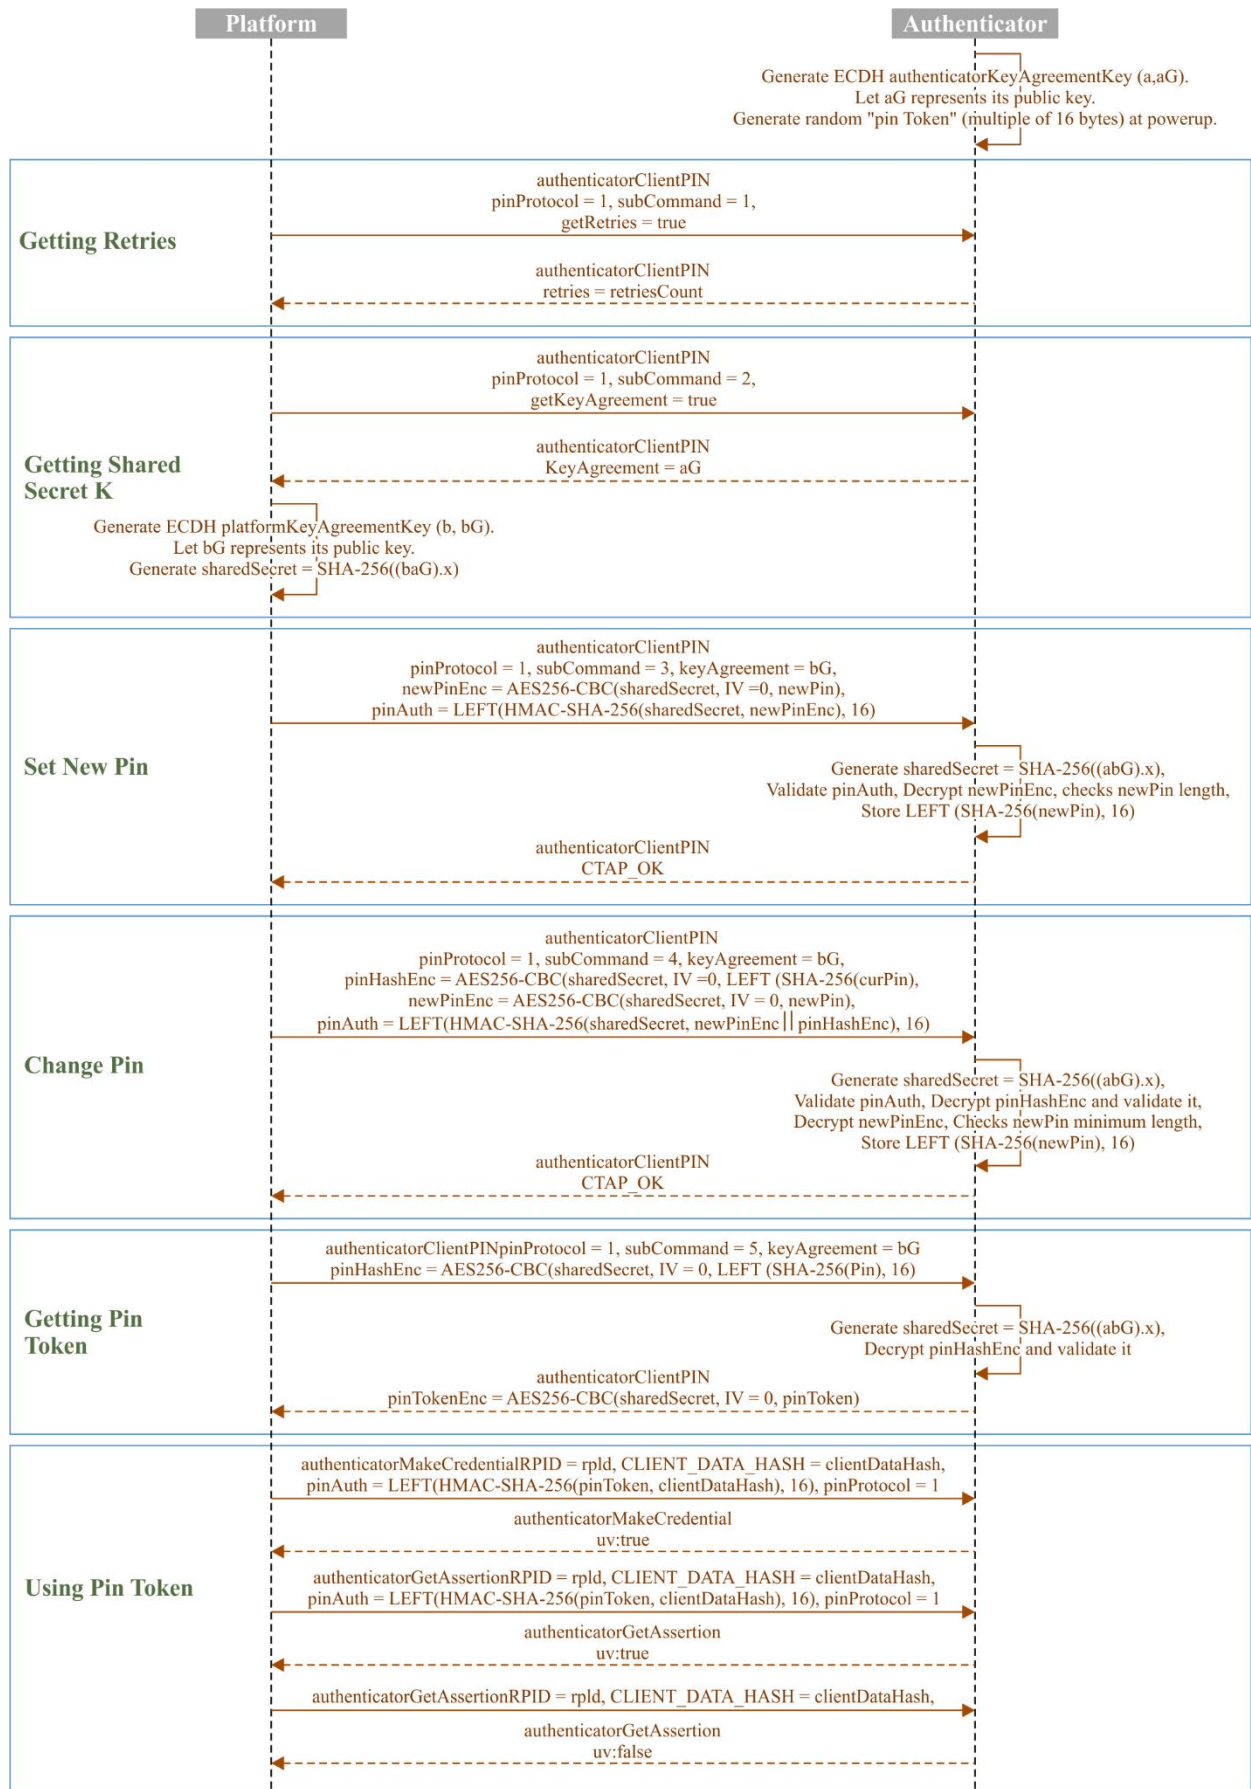 Platform
Authenticator
Generate ECDH authenticatorKeyAgreementKey (a,aG).
Let aG represents its public key.
Generate random "pin Token" (multiple of 16 bytes) at powerup.
Getting Retries
authenticatorClientPIN
pinProtocol = 1, subCommand = 1,
getRetries = true
authenticatorClientPIN
retries = retriesCount
Getting Shared
Secret K
authenticatorClientPIN
pinProtocol = 1, subCommand = 2,
getKeyAgreement = true
authenticatorClientPIN
KeyAgreement = aG
Generate ECDH platformKeyAgreementKey (b, bG).
Let bG represents its public key.
Generate sharedSecret = SHA-256((baG).x)
Set New Pin
authenticatorClientPIN
pinProtocol = 1, subCommand = 3, keyAgreement = bG,
newPinEnc = AES256-CBC(sharedSecret, IV =0, newPin),
pinAuth = LEFT(HMAC-SHA-256(sharedSecret, newPinEnc), 16)
Generate sharedSecret = SHA-256((abG).x),
Validate pinAuth, Decrypt newPinEnc, checks newPin length,
Store LEFT (SHA-256(newPin), 16)
authenticatorClientPIN
CTAP_OK
Change Pin
authenticatorClientPIN
pinProtocol = 1, subCommand = 4, keyAgreement = bG,
pinHashEnc = AES256-CBC(sharedSecret, IV =0, LEFT (SHA-256(curPin),
newPinEnc = AES256-CBC(sharedSecret, IV = 0, newPin),
pinAuth = LEFT(HMAC-SHA-256(sharedSecret, newPinEnc || pinHashEnc), 16)
Generate sharedSecret = SHA-256((abG).x),
Validate pinAuth, Decrypt pinHashEnc and validate it,
Decrypt newPinEnc, Checks newPin minimum length,
Store LEFT (SHA-256(newPin), 16)
authenticatorClientPIN
CTAP_OK
Getting Pin
Token
authenticatorClientPINpinProtocol = 1, subCommand = 5, keyAgreement = bG
pinHashEnc = AES256-CBC(sharedSecret, IV = 0, LEFT (SHA-256(Pin), 16)
Generate sharedSecret = SHA-256((abG).x),
Decrypt pinHashEnc and validate it
authenticatorClientPIN
pinTokenEnc = AES256-CBC(sharedSecret, IV = 0, pinToken)
Using Pin Token
authenticatorMakeCredentialRPID = rpld, CLIENT_DATA_HASH = clientDataHash,
pinAuth = LEFT(HMAC-SHA-256(pinToken, clientDataHash), 16), pinProtocol = 1
authenticatorMakeCredential
uv:true
authenticatorGetAssertionRPID = rpld, CLIENT_DATA_HASH = clientDataHash,
pinAuth = LEFT(HMAC-SHA-256(pinToken, clientDataHash), 16), pinProtocol = 1
authenticatorGetAssertion
uv:true
authenticatorGetAssertionRPID = rpld, CLIENT_DATA_HASH = clientDataHash,
authenticatorGetAssertion
uv:false